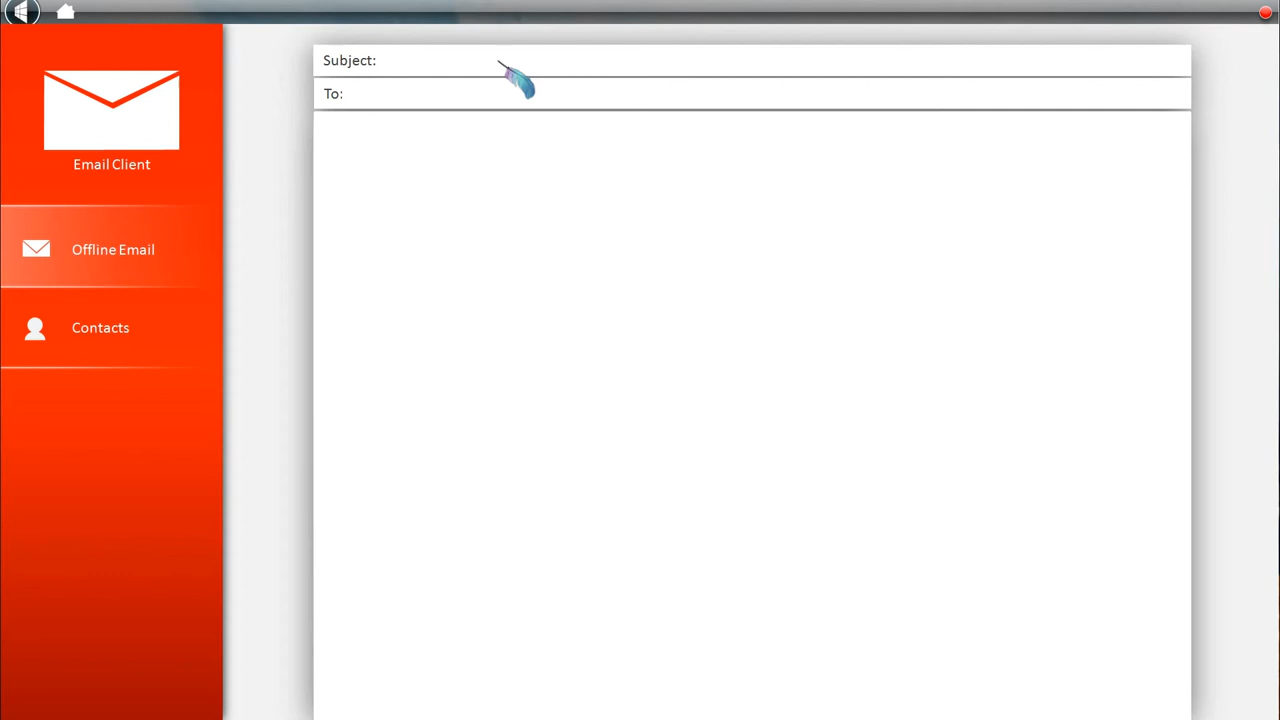 Email Client
Offline Email
Contacts
Subject:
To: